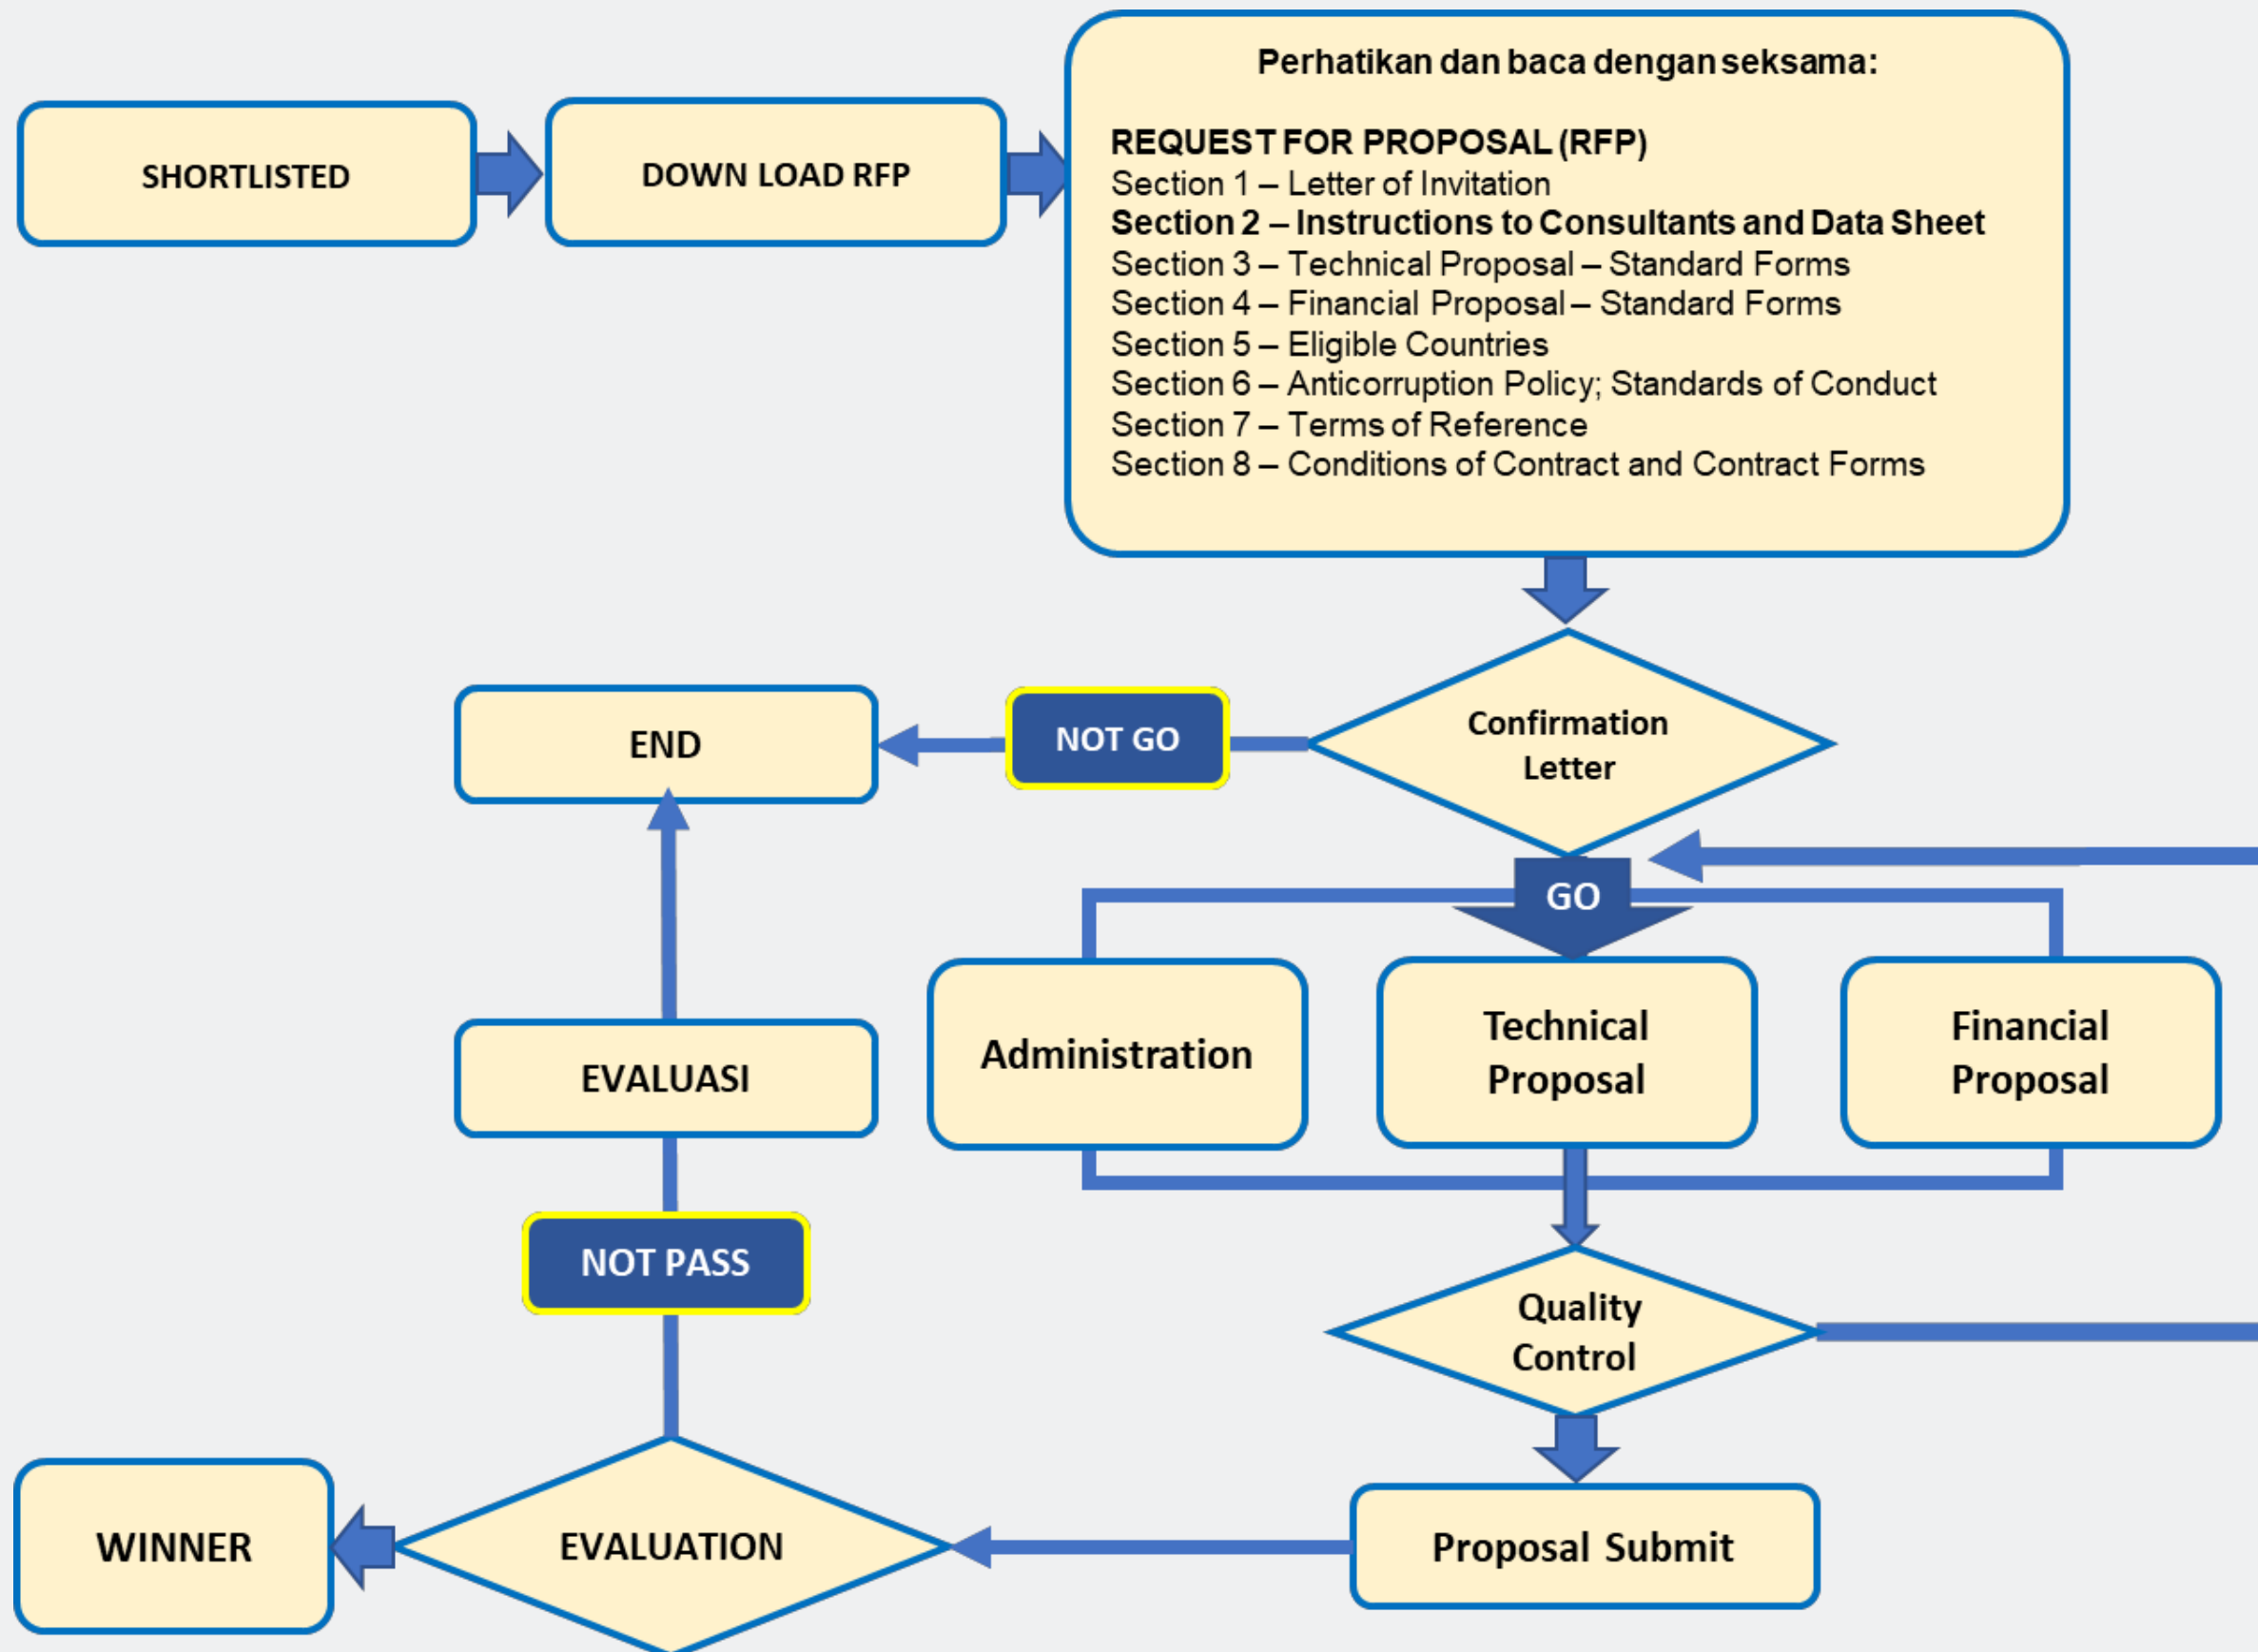 SHORTLISTED
DOWN LOAD RFP
Perhatikan dan baca dengan seksama:
REQUEST FOR PROPOSAL (RFP)
Section 1 – Letter of Invitation
Section 2 – Instructions to Consultants and Data Sheet
Section 3 – Technical Proposal – Standard Forms
Section 4 – Financial Proposal – Standard Forms
Section 5 – Eligible Countries
Section 6 – Anticorruption Policy; Standards of Conduct
Section 7 – Terms of Reference
Section 8 – Conditions of Contract and Contract Forms
Confirmation
Letter
NOT GO
END
GO
Administration
Technical
Proposal
Financial
Proposal
EVALUASI
NOT PASS
Quality
Control
Proposal Submit
EVALUATION
WINNER